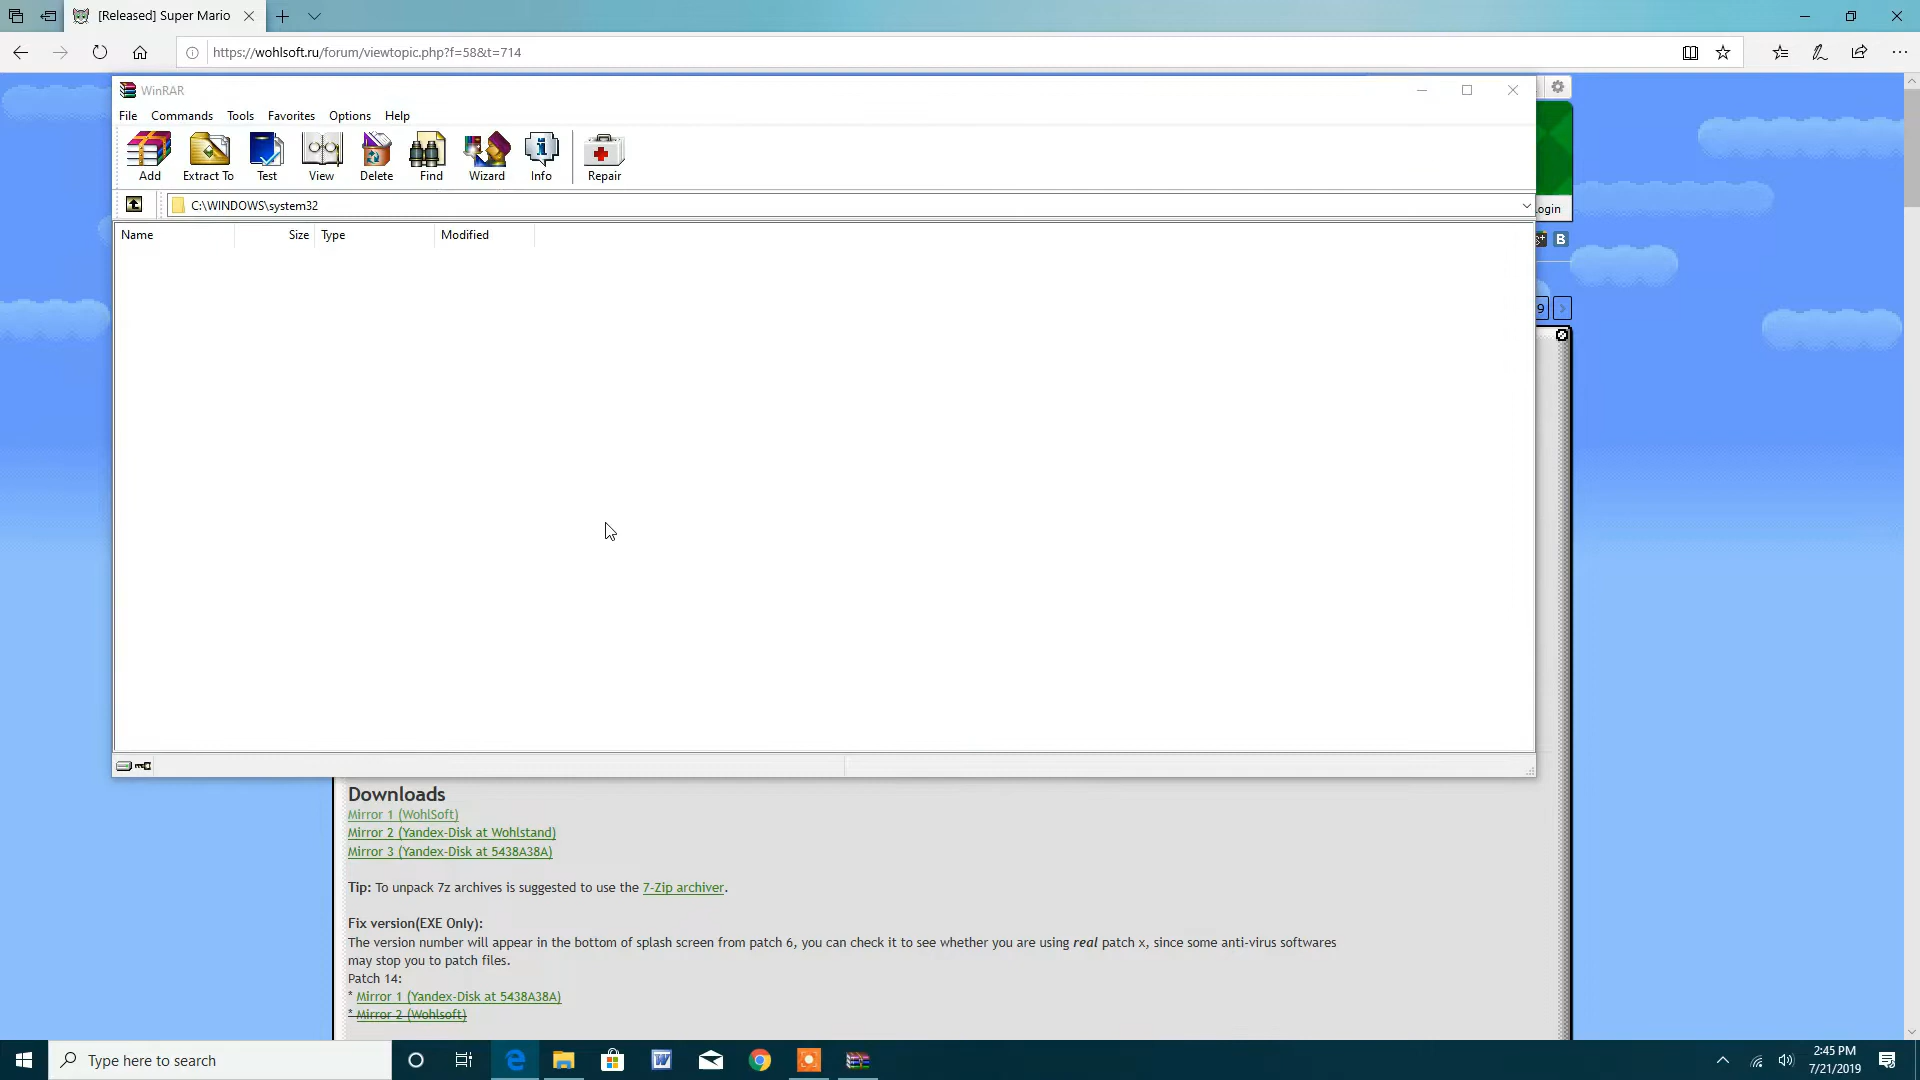 [Released] Super Mario
https://wohlsoft.ru/forum/viewtopic.php?f=58&t=714
WinRAR
File Commands Tools Favorites Options Help
Add Extract To Test View Delete Find Wizard Info Repair
C:\WINDOWS\system32
ogin
Name Size Type Modified
B
9
Downloads
Mirror 1 (WohlSoft)
Mirror 2 (Yandex-Disk at Wohlstand)
Mirror 3 (Yandex-Disk at 5438A38A)
Tip: To unpack 7z archives is suggested to use the 7-Zip archiver.
Fix version(EXE Only):
The version number will appear in the bottom of splash screen from patch 6, you can check it to see whether you are using real patch x, since some anti-virus softwares
may stop you to patch files.
Patch 14:
* Mirror 1 (Yandex-Disk at 5438A38A)
* Mirror 2 (Wohlsoft)
Type here to search
2:45 PM
7/21/2019